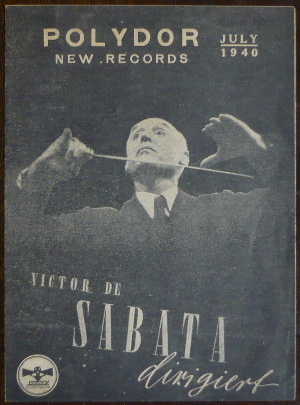 POLYDOR
NEW.RECORDS
JULY
1940
VICTOR DE
SABATA
dirigiert